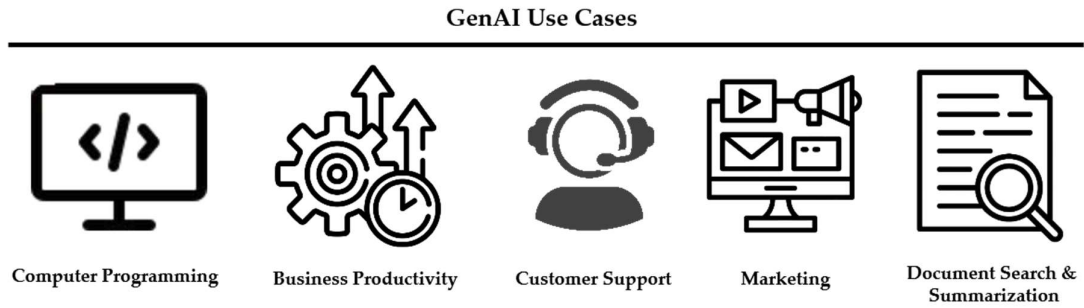 GenAI Use Cases
Computer Programming
Business Productivity
Customer Support
Marketing
Document Search &
Summarization